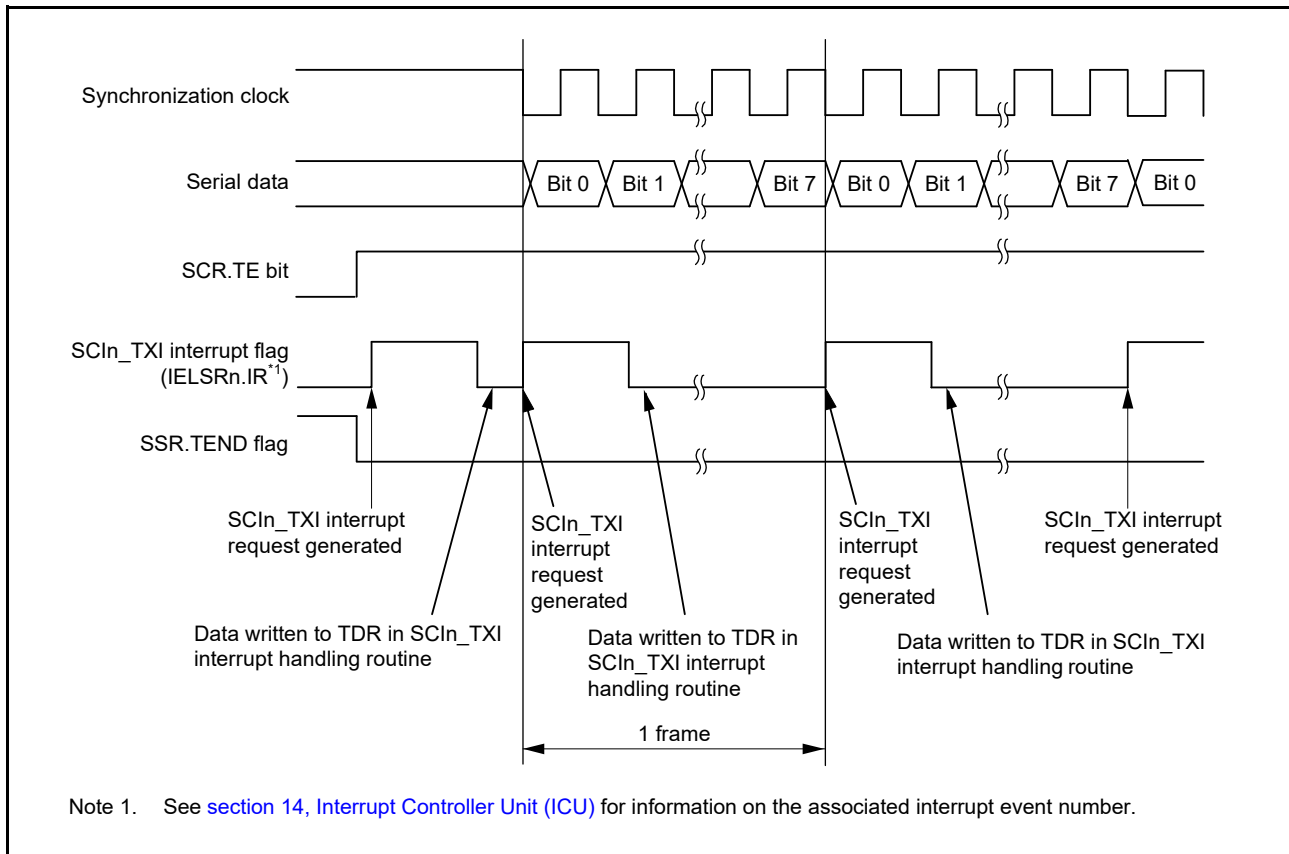 Synchronization clock
Serial data
Bit 0 Bit 1 Bit 7 Bit 0 Bit 1 Bit 7 Bit 0
SCR.TE bit
SCIn_TXI interrupt flag
(IELSRn.IR*1)
SSR.TEND flag
SCIn_TXI interrupt
request generated
SCIn_TXI
interrupt
request
generated
SCIn_TXI
interrupt
request
generated
SCIn_TXI interrupt
request generated
Data written to TDR in SCIn_TXI
interrupt handling routine
Data written to TDR in
SCIn_TXI interrupt
handling routine
Data written to TDR in SCIn_TXI
interrupt handling routine
1 frame
Note 1. See section 14, Interrupt Controller Unit (ICU) for information on the associated interrupt event number.